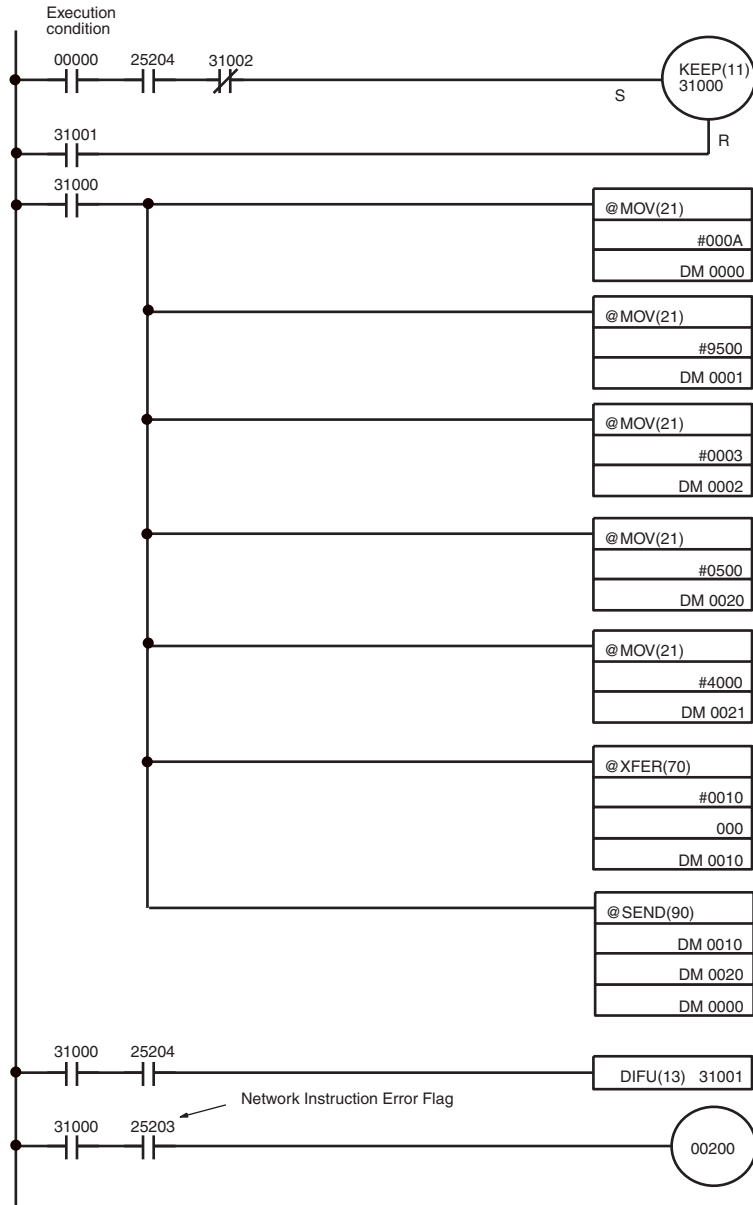 Execution
condition
00000 25204 31002
KEEP(11)
31000
S
31001
R
31000
@MOV(21)
#000A
DM 0000
@MOV(21)
#9500
DM 0001
@MOV(21)
#0003
DM 0002
@MOV(21)
#0500
DM 0020
@MOV(21)
#4000
DM 0021
@XFER(70)
#0010
000
DM 0010
@SEND(90)
DM 0010
DM 0020
DM 0000
31000 25204
DIFU(13) 31001
Network Instruction Error Flag
31000 25203
00200